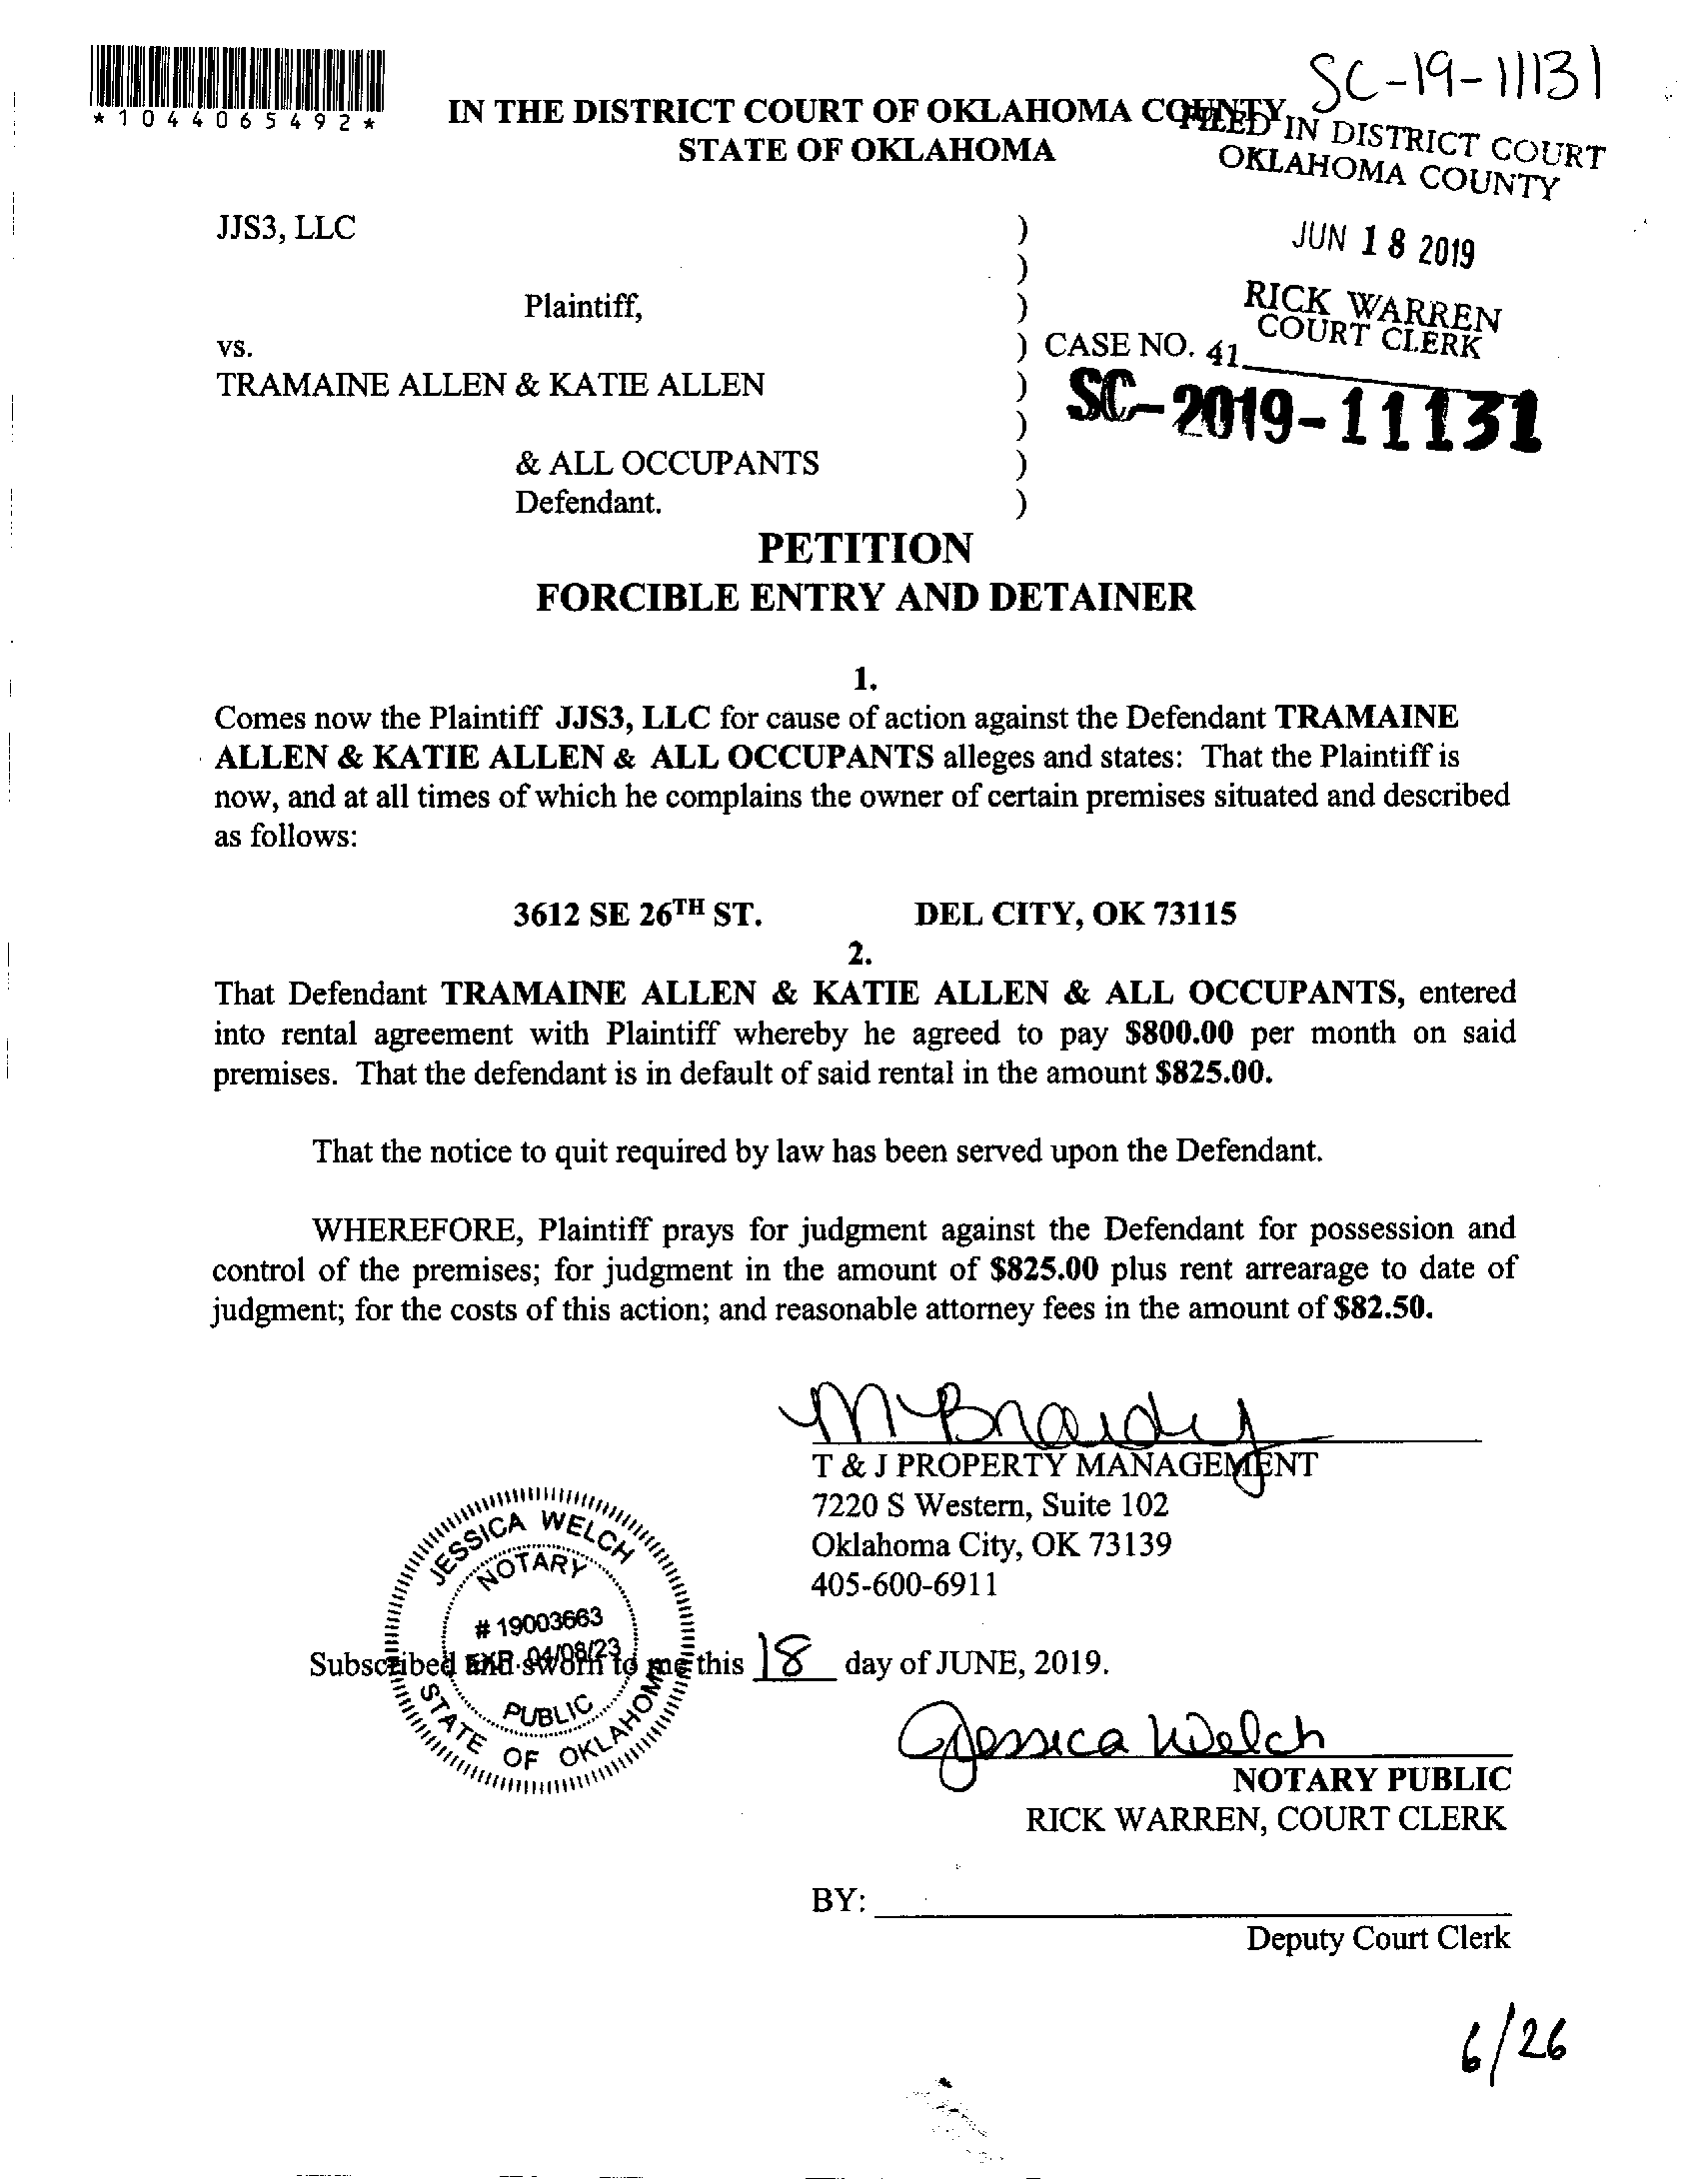 SC-19-11131
*1044065492*
IN THE DISTRICT COURT OF OKLAHOMA COUNTY
STATE OF OKLAHOMA
FILED IN DISTRICT COURT
OKLAHOMA COUNTY
JUN 18 2019
RICK WARREN
COURT CLERK
41
JJS3, LLC )
)
Plaintiff, )
vs. ) CASE NO.
TRAMAINE ALLEN & KATIE ALLEN )
SC-2019-11131
)
& ALL OCCUPANTS )
Defendant. )
PETITION
FORCIBLE ENTRY AND DETAINER
1.
Comes now the Plaintiff JJS3, LLC for cause of action against the Defendant TRAMAINE
ALLEN & KATIE ALLEN & ALL OCCUPANTS alleges and states: That the Plaintiff is
now, and at all times of which he complains the owner of certain premises situated and described
as follows:
3612 SE 26TH ST. DEL CITY, OK 73115
2.
That Defendant TRAMAINE ALLEN & KATIE ALLEN & ALL OCCUPANTS, entered
into rental agreement with Plaintiff whereby he agreed to pay $800.00 per month on said
premises. That the defendant is in default of said rental in the amount $825.00.
That the notice to quit required by law has been served upon the Defendant.
WHEREFORE, Plaintiff prays for judgment against the Defendant for possession and
control of the premises; for judgment in the amount of $825.00 plus rent arrearage to date of
judgment; for the costs of this action; and reasonable attorney fees in the amount of $82.50.
T & J PROPERTY MANAGEMENT
7220 S Western, Suite 102
Oklahoma City, OK 73139
405-600-6911
JESSICA WELCH
NOTARY
# 19003663
EXP. 04/08/23
PUBLIC
STATE OF OKLAHOMA
Subscribed and sworn to me this 18 day of JUNE, 2019.
Jessica Welch
NOTARY PUBLIC
RICK WARREN, COURT CLERK
BY:
Deputy Court Clerk
6/26